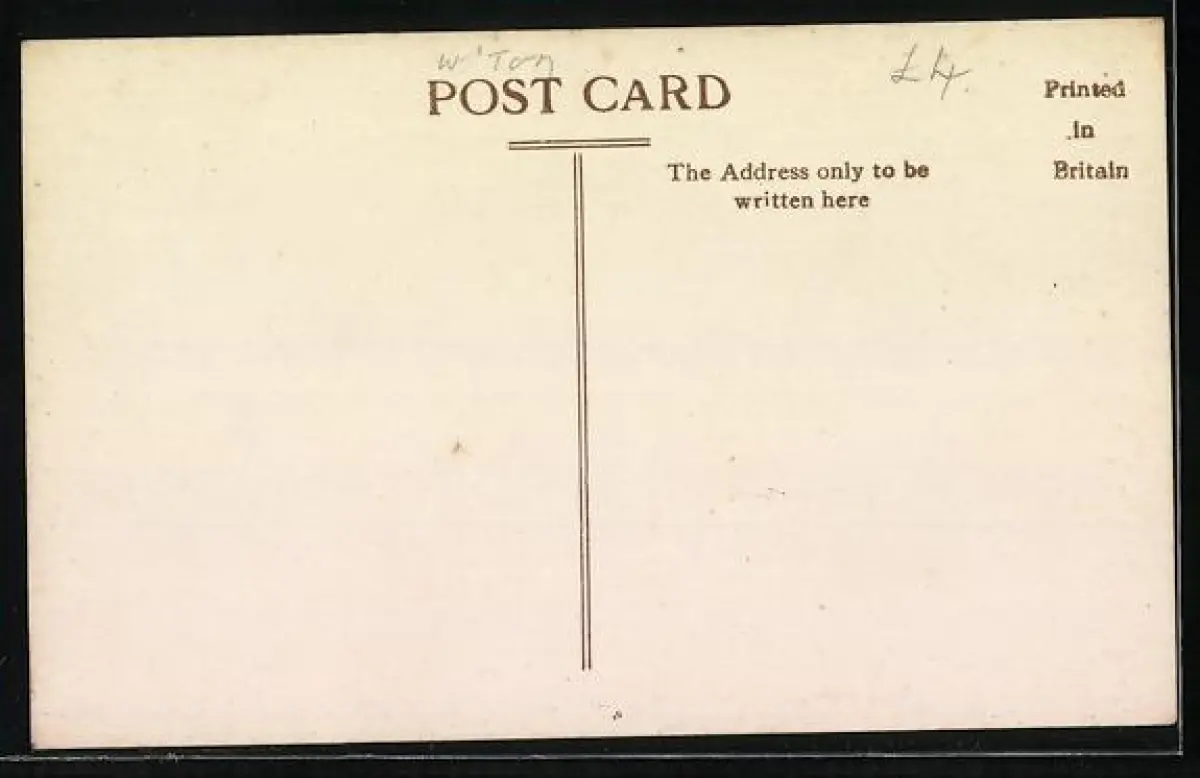 w'ton
POST CARD
£4.
The Address only to be
written here
Printed
in
Britain